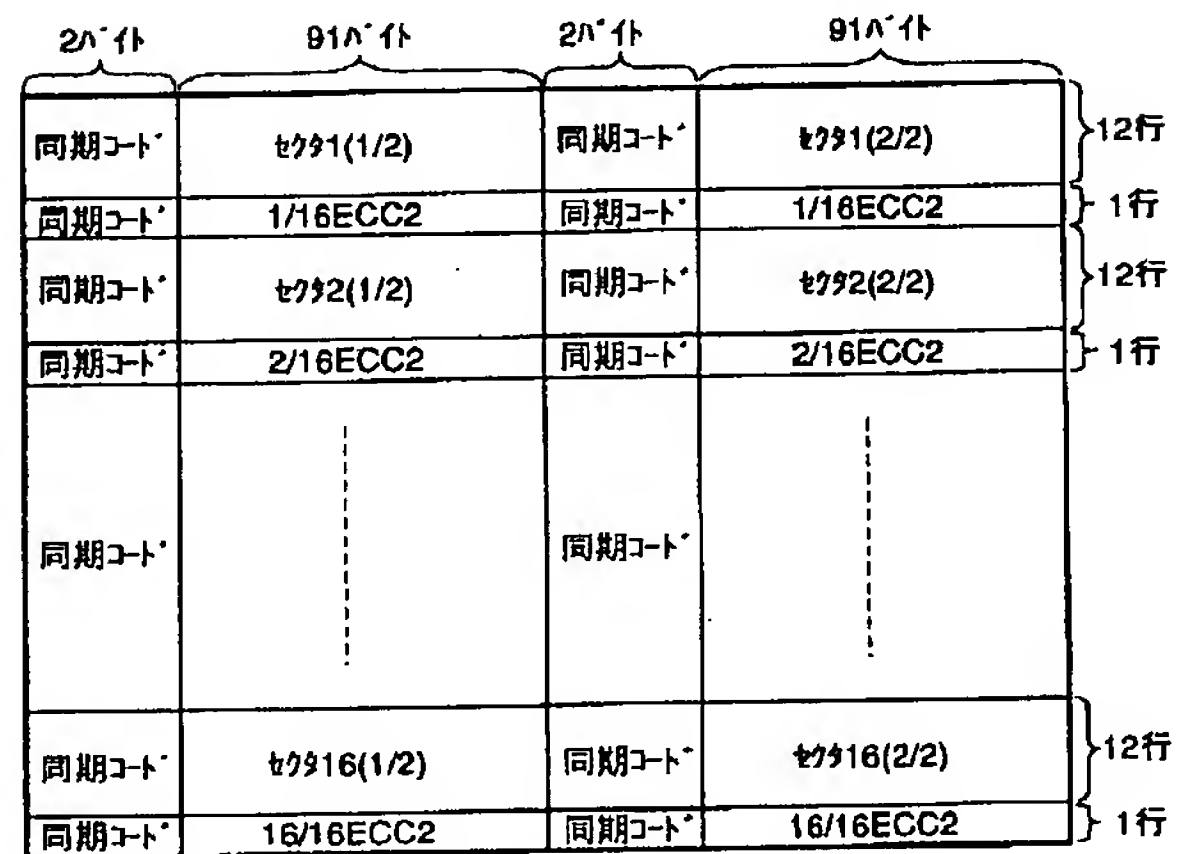 2ﾊﾞｲﾄ 91ﾊﾞｲﾄ 2ﾊﾞｲﾄ 91ﾊﾞｲﾄ
同期ｺｰﾄﾞ ｾｸﾀ1(1/2) 同期ｺｰﾄﾞ ｾｸﾀ1(2/2) 12行
同期ｺｰﾄﾞ 1/16ECC2 同期ｺｰﾄﾞ 1/16ECC2 1行
同期ｺｰﾄﾞ ｾｸﾀ2(1/2) 同期ｺｰﾄﾞ ｾｸﾀ2(2/2) 12行
同期ｺｰﾄﾞ 2/16ECC2 同期ｺｰﾄﾞ 2/16ECC2 1行
同期ｺｰﾄﾞ 同期ｺｰﾄﾞ
同期ｺｰﾄﾞ ｾｸﾀ16(1/2) 同期ｺｰﾄﾞ ｾｸﾀ16(2/2) 12行
同期ｺｰﾄﾞ 16/16ECC2 同期ｺｰﾄﾞ 16/16ECC2 1行